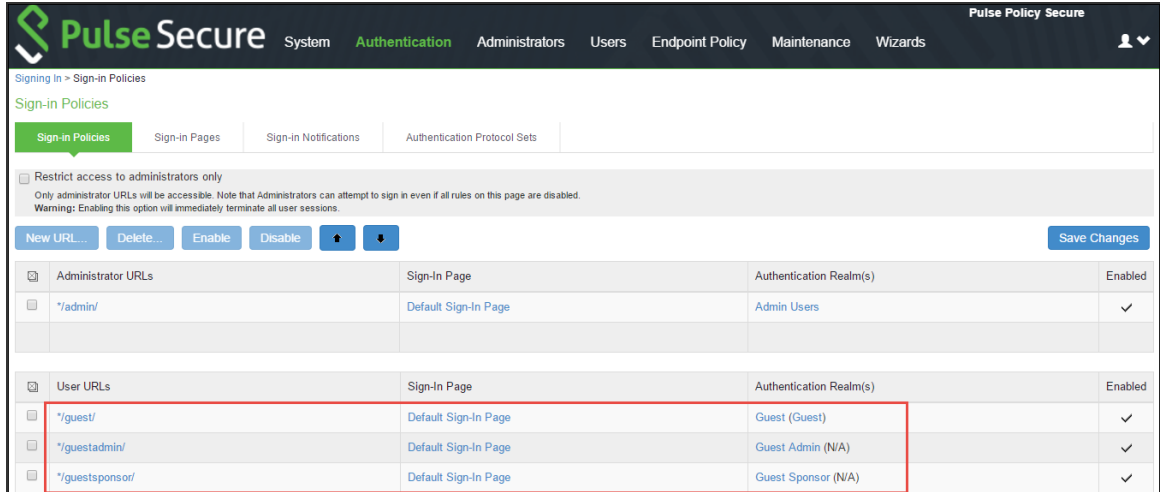 Pulse Policy Secure
Pulse Secure System Authentication Administrators Users Endpoint Policy Maintenance Wizards
Signing In > Sign-in Policies
Sign-in Policies
Sign-in Policies Sign-in Pages Sign-in Notifications Authentication Protocol Sets
Restrict access to administrators only
Only administrator URLs will be accessible. Note that Administrators can attempt to sign in even if all rules on this page are disabled.
Warning: Enabling this option will immediately terminate all user sessions.
New URL... Delete... Enable Disable Save Changes
Administrator URLs Sign-In Page Authentication Realm(s) Enabled
*/admin/ Default Sign-In Page Admin Users
User URLs Sign-In Page Authentication Realm(s) Enabled
*/guest/ Default Sign-In Page Guest (Guest)
*/guestadmin/ Default Sign-In Page Guest Admin (N/A)
*/guestsponsor/ Default Sign-In Page Guest Sponsor (N/A)